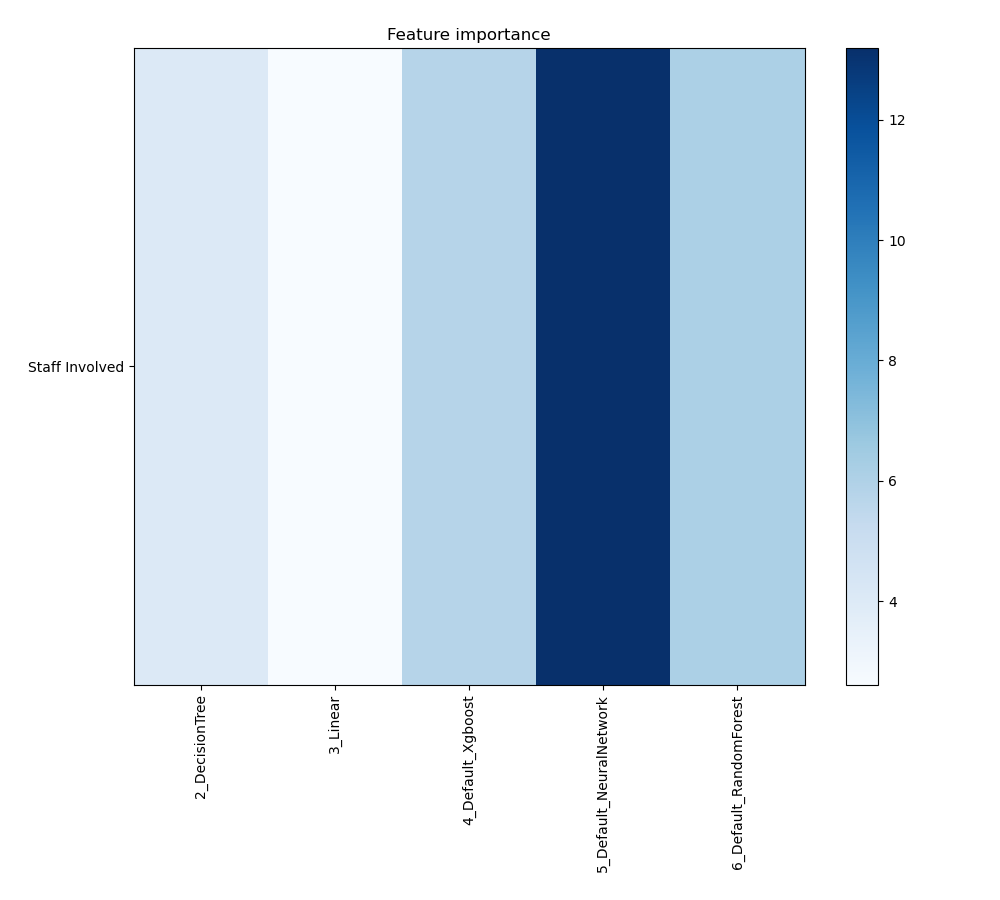 Feature importance
Staff Involved
12
10
8
6
4
2_DecisionTree
3_Linear
4_Default_Xgboost
5_Default_NeuralNetwork
6_Default_RandomForest